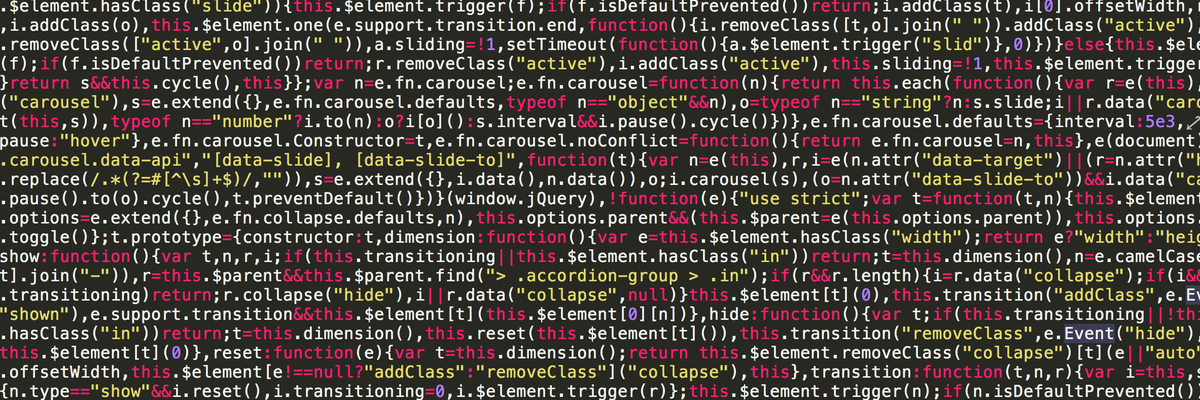 .$element.hasClass("slide")){this.$element.trigger(f);if(f.isDefaultPrevented())return;i.addClass(t),i[0].offsetWidth,
,i.addClass(o),this.$element.one(e.support.transition.end,function(){i.removeClass([t,o].join(" ")).addClass("active")
.removeClass(["active",o].join(" ")),a.sliding=!1,setTimeout(function(){a.$element.trigger("slid")},0)})}else{this.$el
(f);if(f.isDefaultPrevented())return;r.removeClass("active"),i.addClass("active"),this.sliding=!1,this.$element.trigger
}return s&&this.cycle(),this}};var n=e.fn.carousel;e.fn.carousel=function(n){return this.each(function(){var r=e(this)
("carousel"),s=e.extend({},e.fn.carousel.defaults,typeof n=="object"&&n),o=typeof n=="string"?n:s.slide;i||r.data("car
t(this,s)),typeof n=="number"?i.to(n):o?i[o]():s.interval&&i.pause().cycle()})},e.fn.carousel.defaults={interval:5e3,
pause:"hover"},e.fn.carousel.Constructor=t,e.fn.carousel.noConflict=function(){return e.fn.carousel=n,this},e(document
.carousel.data-api","[data-slide], [data-slide-to]",function(t){var n=e(this),r,i=e(n.attr("data-target")||(r=n.attr("h
.replace(/.*(?=#[^\s]+$)/,"")),s=e.extend({},i.data(),n.data()),o;i.carousel(s),(o=n.attr("data-slide-to"))&&i.data("ca
.pause().to(o).cycle(),t.preventDefault()})}(window.jQuery),!function(e){"use strict";var t=function(t,n){this.$element
.options=e.extend({},e.fn.collapse.defaults,n),this.options.parent&&(this.$parent=e(this.options.parent)),this.options
.toggle()};t.prototype={constructor:t,dimension:function(){var e=this.$element.hasClass("width");return e?"width":"heig
show:function(){var t,n,r,i;if(this.transitioning||this.$element.hasClass("in"))return;t=this.dimension(),n=e.camelCase
t].join("-")),r=this.$parent&&this.$parent.find("> .accordion-group > .in");if(r&&r.length){i=r.data("collapse");if(i&&
.transitioning)return;r.collapse("hide"),i||r.data("collapse",null)}this.$element[t](0),this.transition("addClass",e.Ev
"shown"),e.support.transition&&this.$element[t](this.$element[0][n])},hide:function(){var t;if(this.transitioning||!thi
.hasClass("in"))return;t=this.dimension(),this.reset(this.$element[t]()),this.transition("removeClass",e.Event("hide"),
this.$element[t](0)},reset:function(e){var t=this.dimension();return this.$element.removeClass("collapse")[t](e||"auto"
.offsetWidth,this.$element[e!==null?"addClass":"removeClass"]("collapse"),this},transition:function(t,n,r){var i=this,s
{n.type=="show"&&i.reset(),i.transitioning=0,i.$element.trigger(r)};this.$element.trigger(n);if(n.isDefaultPrevented()